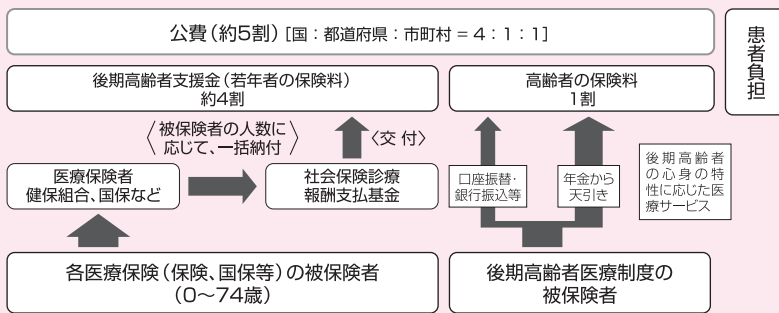 公費（約5割）［国：都道府県：市町村＝4：1：1］
患者負担
後期高齢者支援金（若年者の保険料）
約4割
高齢者の保険料
1割
〈被保険者の人数に
応じて、一括納付〉
〈交 付〉
医療保険者
健保組合、国保など
社会保険診療
報酬支払基金
口座振替・
銀行振込等
年金から
天引き
後期高齢者
の心身の特
性に応じた医
療サービス
各医療保険（保険、国保等）の被保険者
（0〜74歳）
後期高齢者医療制度の
被保険者